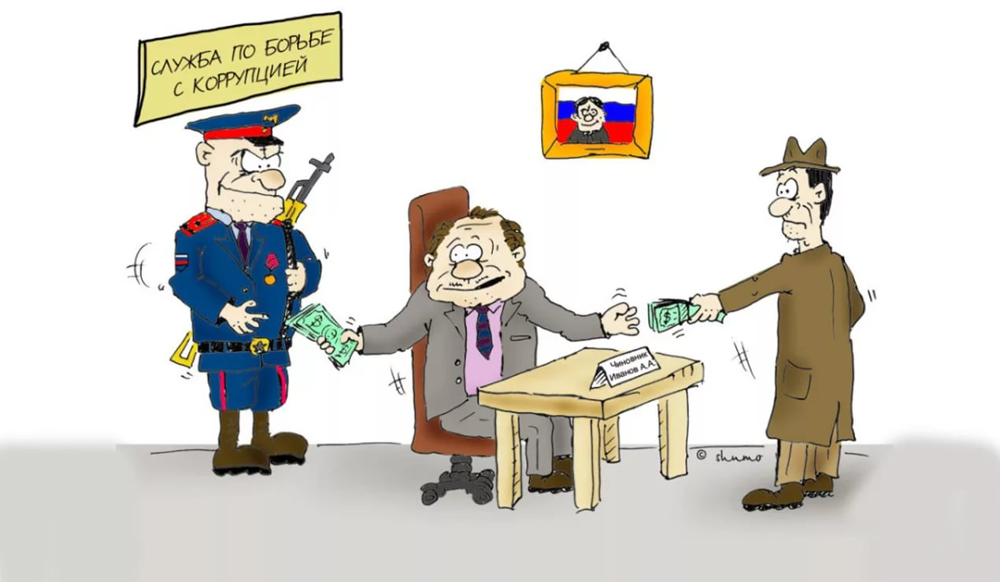 СЛУЖБА ПО БОРЬБЕ
С КОРРУПЦИЕЙ
Чиновник
Иванов А.А.
© shumo